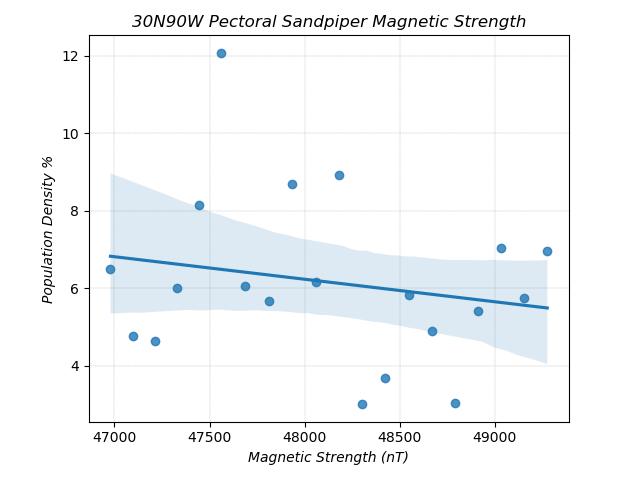 30N90W Pectoral Sandpiper Magnetic Strength
12
10
8
6
4
Population Density %
47000 47500 48000 48500 49000
Magnetic Strength (nT)